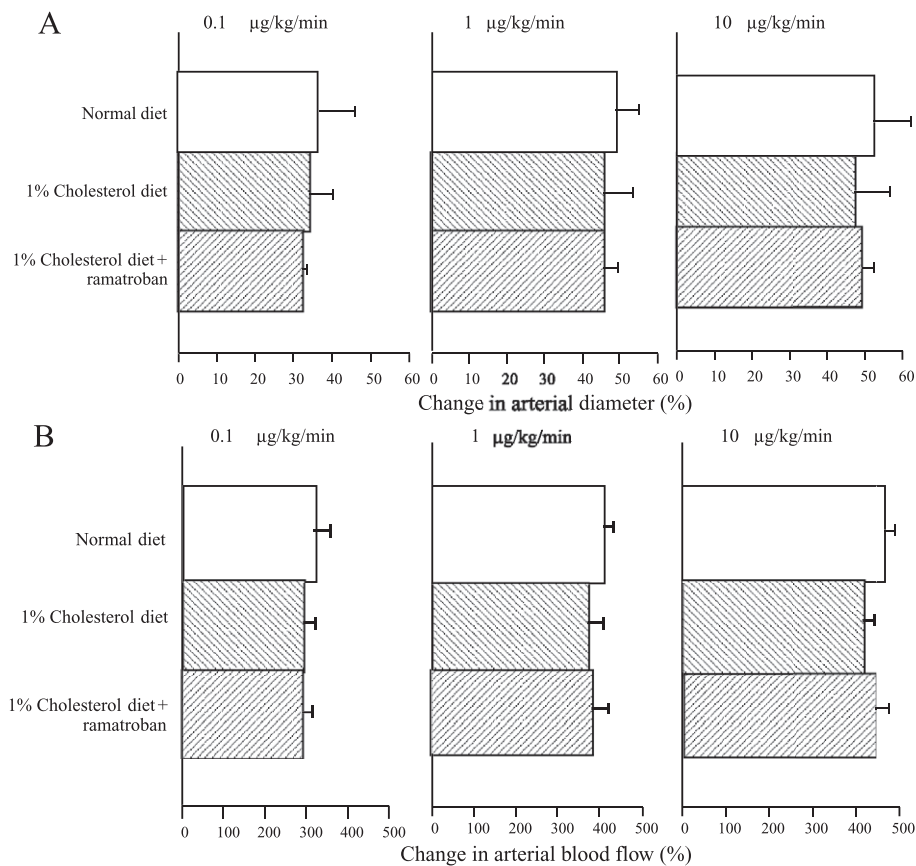 A
0.1 µg/kg/min
1 µg/kg/min
10 µg/kg/min
Normal diet
1% Cholesterol diet
1% Cholesterol diet +
ramatroban
0 10 20 30 40 50 60
0 10 20 30 40 50 60
0 10 20 30 40 50 60
Change in arterial diameter (%)
B
0.1 µg/kg/min
1 µg/kg/min
10 µg/kg/min
Normal diet
1% Cholesterol diet
1% Cholesterol diet +
ramatroban
0 100 200 300 400 500
0 100 200 300 400 500
0 100 200 300 400 500
Change in arterial blood flow (%)